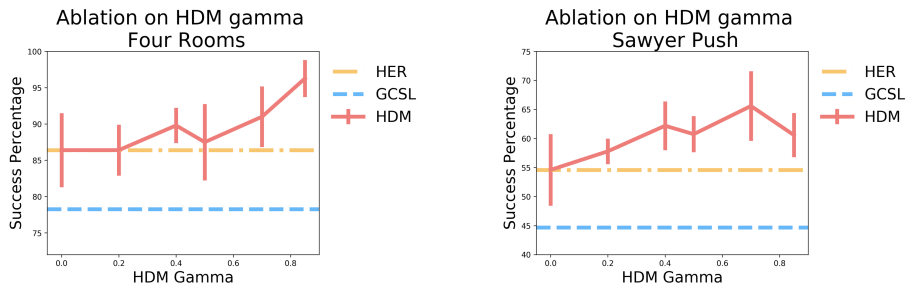 Ablation on HDM gamma
Four Rooms
Success Percentage
100
95
90
85
80
75
0.0
0.2
0.4
0.6
0.8
HDM Gamma
HER
GCSL
HDM
Ablation on HDM gamma
Sawyer Push
Success Percentage
75
70
65
60
55
50
45
40
0.0
0.2
0.4
0.6
0.8
HDM Gamma
HER
GCSL
HDM